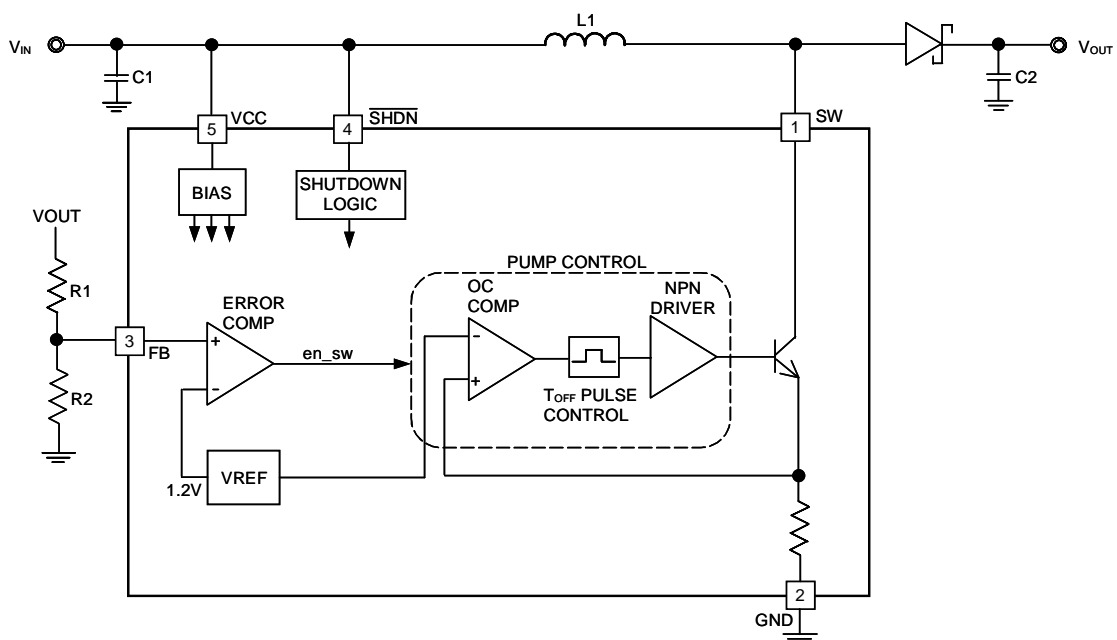 L1
VIN
VOUT
C1
C2
5
VCC
4
SHDN
1
SW
BIAS
SHUTDOWN
LOGIC
VOUT
R1
PUMP CONTROL
OC
COMP
NPN
DRIVER
ERROR
COMP
3
FB
+
-
en_sw
-
+
TOFF PULSE
CONTROL
R2
VREF
1.2V
2
GND